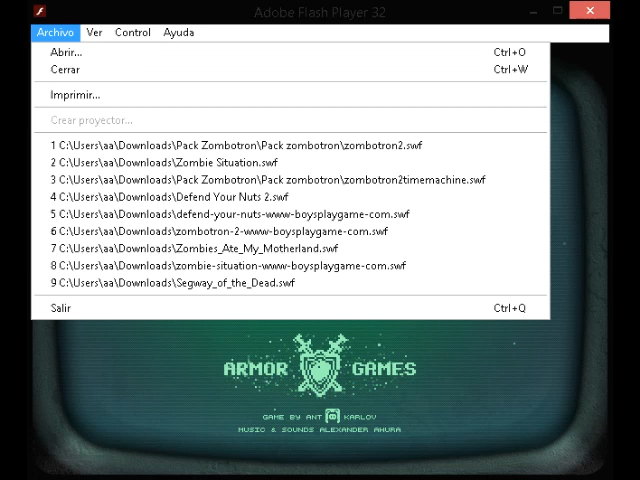 Adobe Flash Player 32
Archivo Ver Control Ayuda
Abrir... Ctrl+O
Cerrar Ctrl+W
Imprimir...
Crear proyector...
1 C:\Users\aa\Downloads\Pack Zombotron\Pack zombotron\zombotron2.swf
2 C:\Users\aa\Downloads\Zombie Situation.swf
3 C:\Users\aa\Downloads\Pack Zombotron\Pack zombotron\zombotron2timemachine.swf
4 C:\Users\aa\Downloads\Defend Your Nuts 2.swf
5 C:\Users\aa\Downloads\defend-your-nuts-www-boysplaygame-com.swf
6 C:\Users\aa\Downloads\zombotron-2-www-boysplaygame-com.swf
7 C:\Users\aa\Downloads\Zombies_Ate_My_Motherland.swf
8 C:\Users\aa\Downloads\zombie-situation-www-boysplaygame-com.swf
9 C:\Users\aa\Downloads\Segway_of_the_Dead.swf
Salir Ctrl+Q
ARMOR GAMES
GAME BY ANT KARLOV
MUSIC & SOUNDS ALEXANDER AHURA